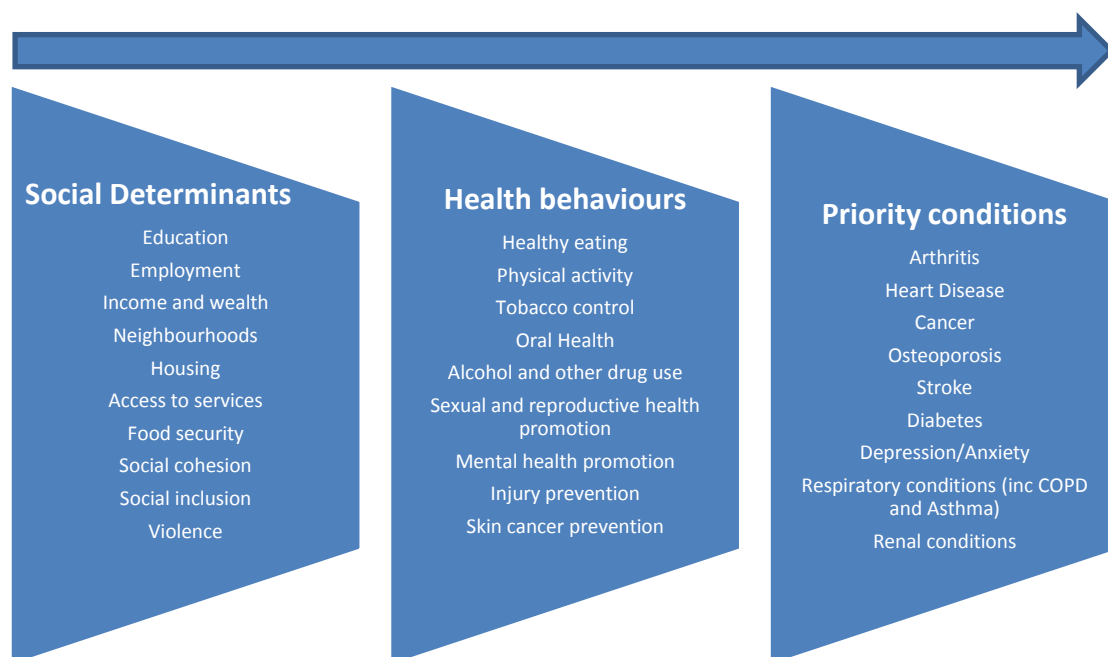 Social Determinants
Education
Employment
Income and wealth
Neighbourhoods
Housing
Access to services
Food security
Social cohesion
Social inclusion
Violence
Health behaviours
Healthy eating
Physical activity
Tobacco control
Oral Health
Alcohol and other drug use
Sexual and reproductive health
promotion
Mental health promotion
Injury prevention
Skin cancer prevention
Priority conditions
Arthritis
Heart Disease
Cancer
Osteoporosis
Stroke
Diabetes
Depression/Anxiety
Respiratory conditions (inc COPD
and Asthma)
Renal conditions